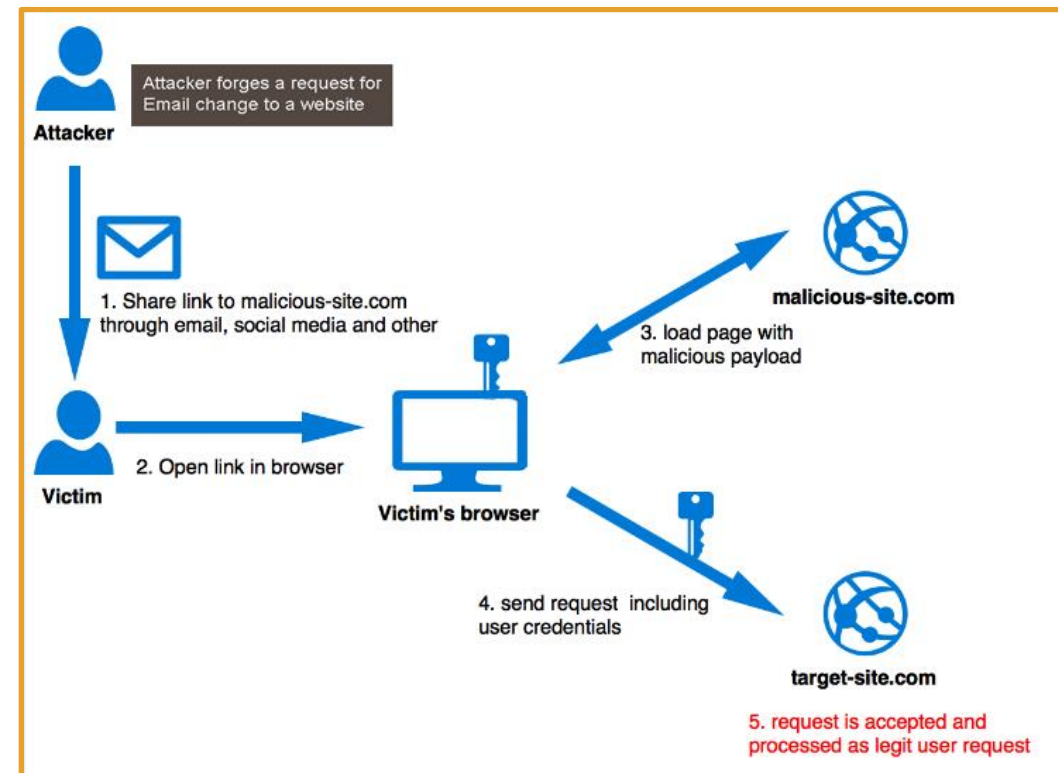 Attacker forges a request for
Email change to a website
Attacker
1. Share link to malicious-site.com
through email, social media and other
malicious-site.com
3. load page with
malicious payload
2. Open link in browser
Victim
Victim's browser
4. send request including
user credentials
target-site.com
5. request is accepted and
processed as legit user request